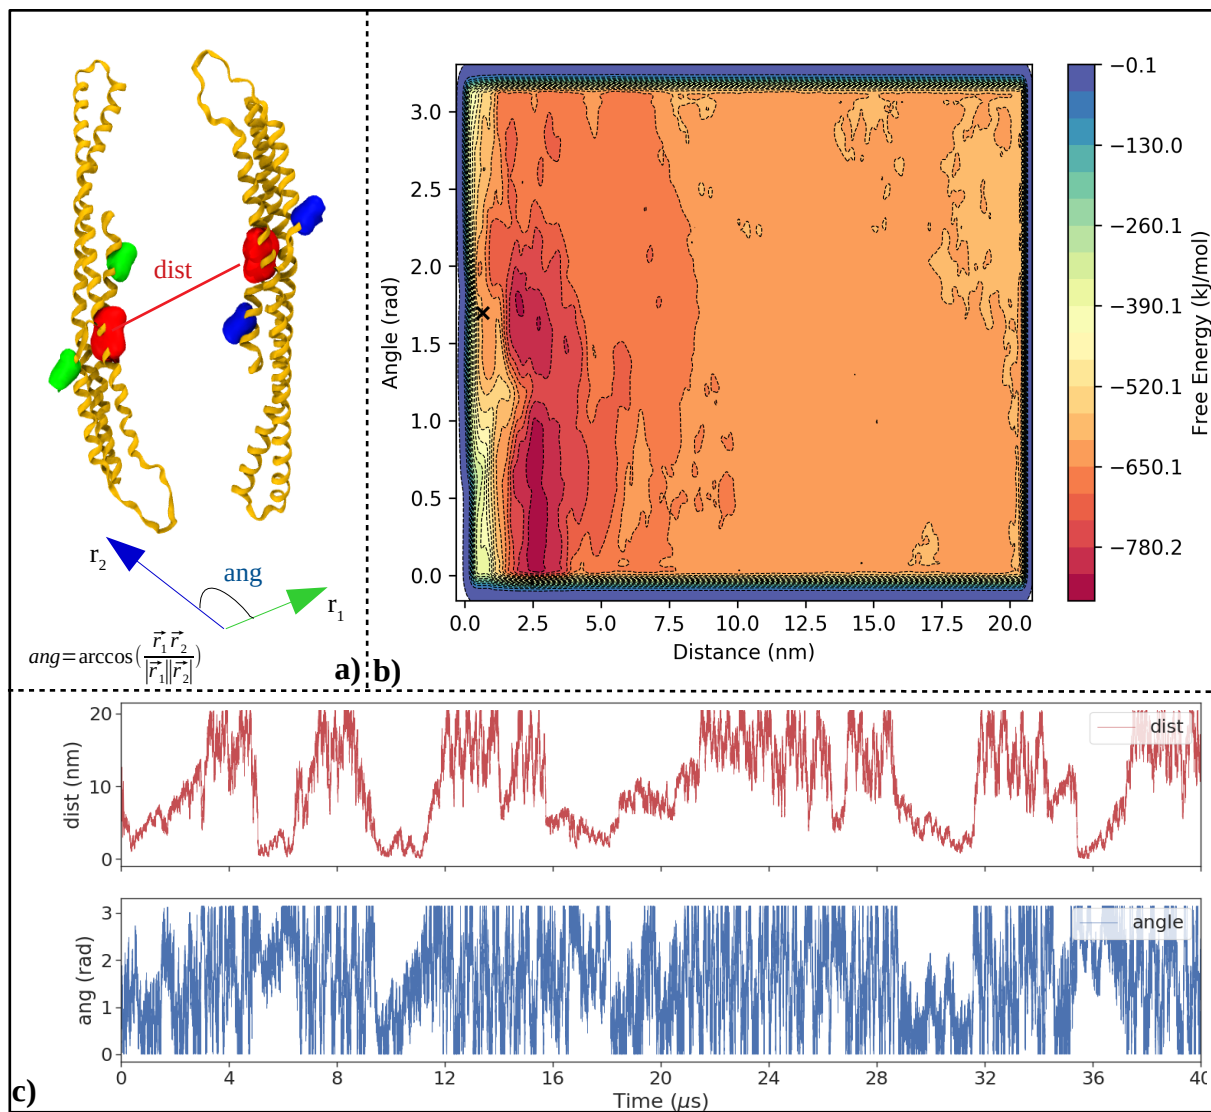 dist
r2
ang
r1
ang=arccos(r⃗1 r⃗2 / |r⃗1||r⃗2|)
a)
3.0
2.5
2.0
1.5
1.0
0.5
0.0
Angle (rad)
0.0 2.5 5.0 7.5 10.0 12.5 15.0 17.5 20.0
Distance (nm)
−0.1
−130.0
−260.1
−390.1
−520.1
−650.1
−780.2
Free Energy (kJ/mol)
b)
20
10
0
dist (nm)
dist
3
2
1
0
ang (rad)
angle
0 4 8 12 16 20 24 28 32 36 40
Time (μs)
c)